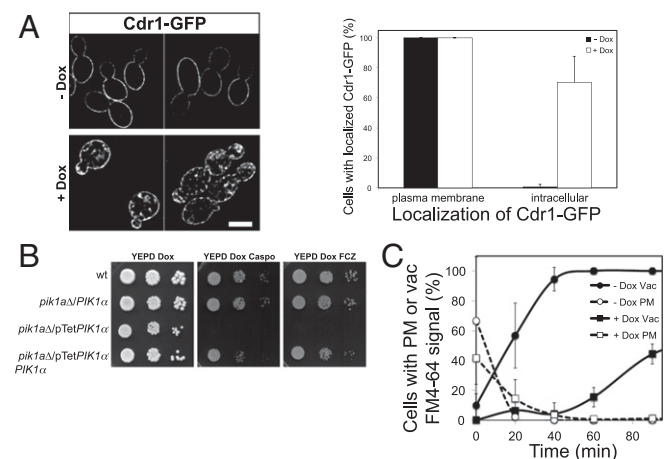 A
Cdr1-GFP
- Dox
+ Dox
Cells with localized Cdr1-GFP (%)
100
80
60
40
20
0
- Dox
+ Dox
plasma membrane
intracellular
Localization of Cdr1-GFP
B
YEPD Dox
YEPD Dox Caspo
YEPD Dox FCZ
wt
pik1aΔ/PIK1α
pik1aΔ/pTetPIK1α
pik1aΔ/pTetPIK1α
PIK1α
C
Cells with PM or vac
FM4-64 signal (%)
100
80
60
40
20
0
- Dox Vac
- Dox PM
+ Dox Vac
+ Dox PM
0
20
40
60
80
Time (min)